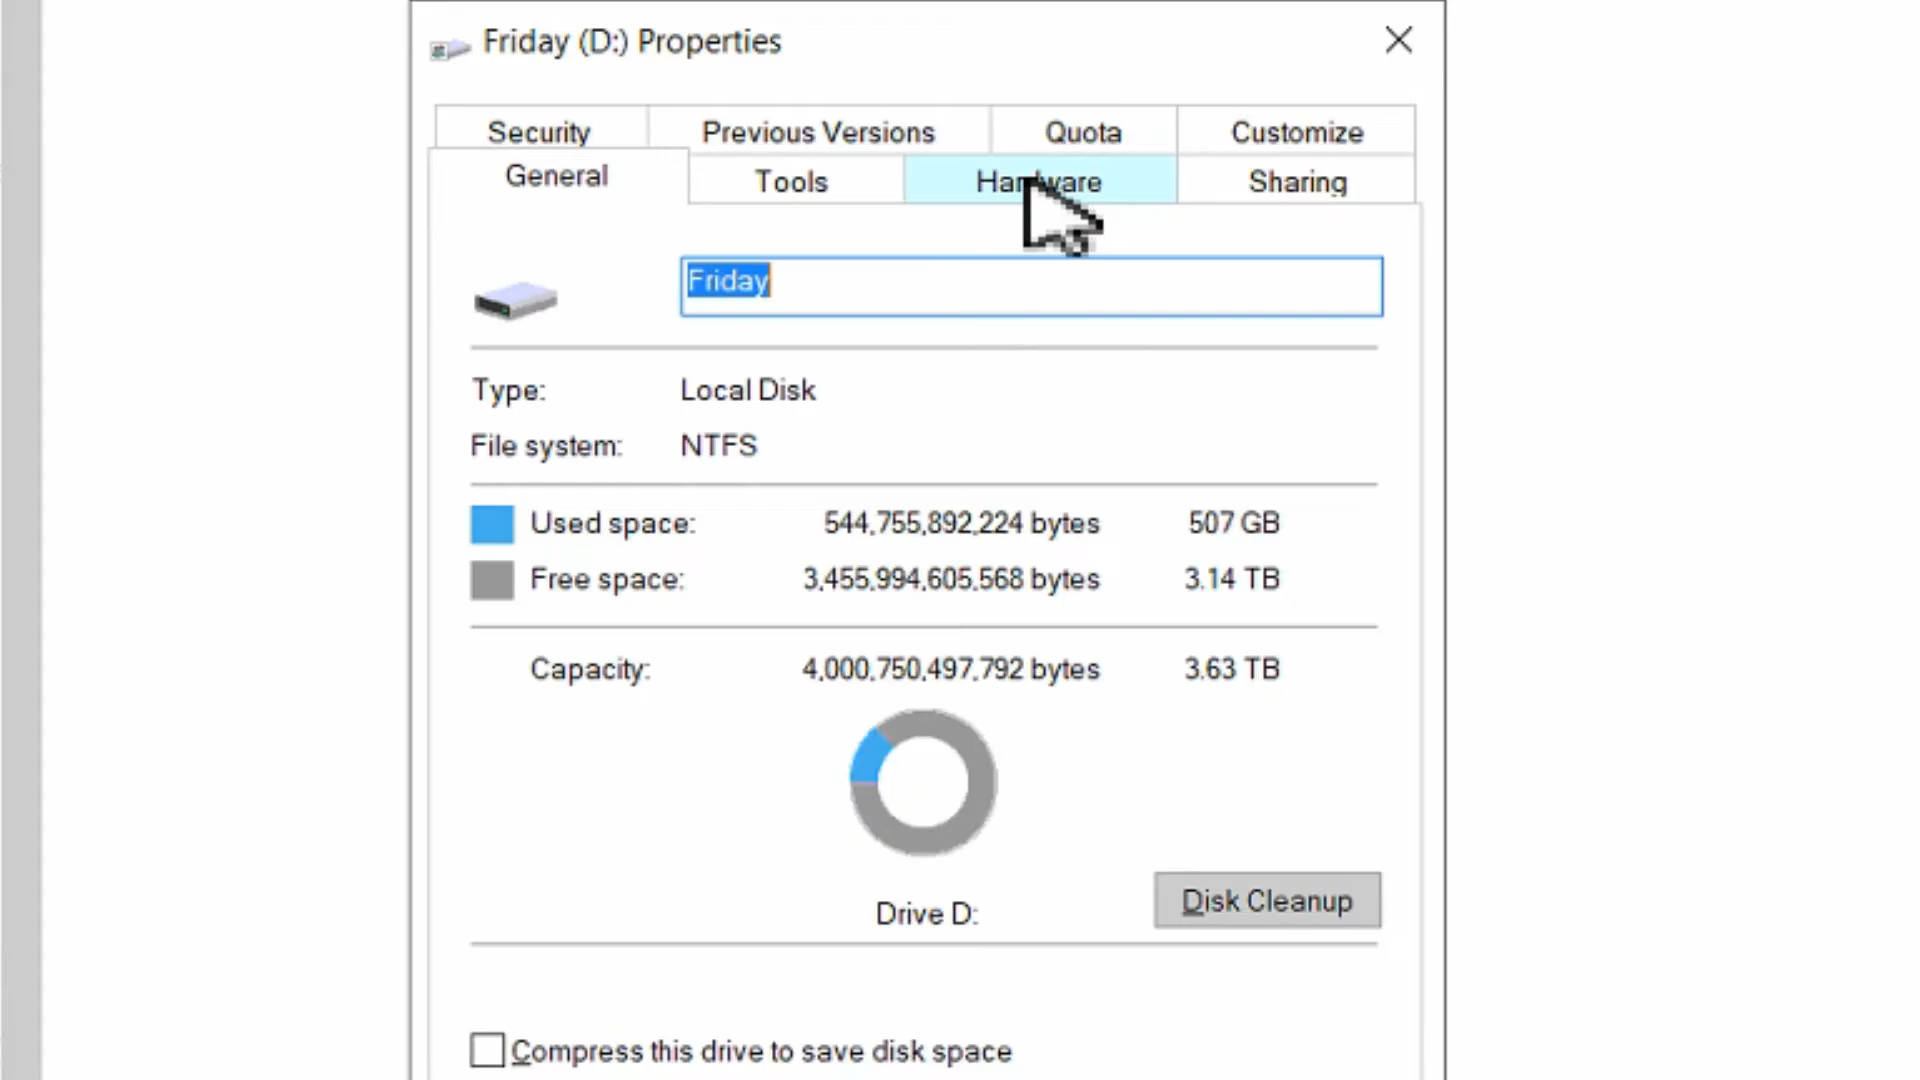 Friday (D:) Properties
Security Previous Versions Quota Customize
General Tools Hardware Sharing
Friday
Type: Local Disk
File system: NTFS
Used space: 544,755,892,224 bytes 507 GB
Free space: 3,455,994,605,568 bytes 3.14 TB
Capacity: 4,000,750,497,792 bytes 3.63 TB
Drive D:
Disk Cleanup
Compress this drive to save disk space